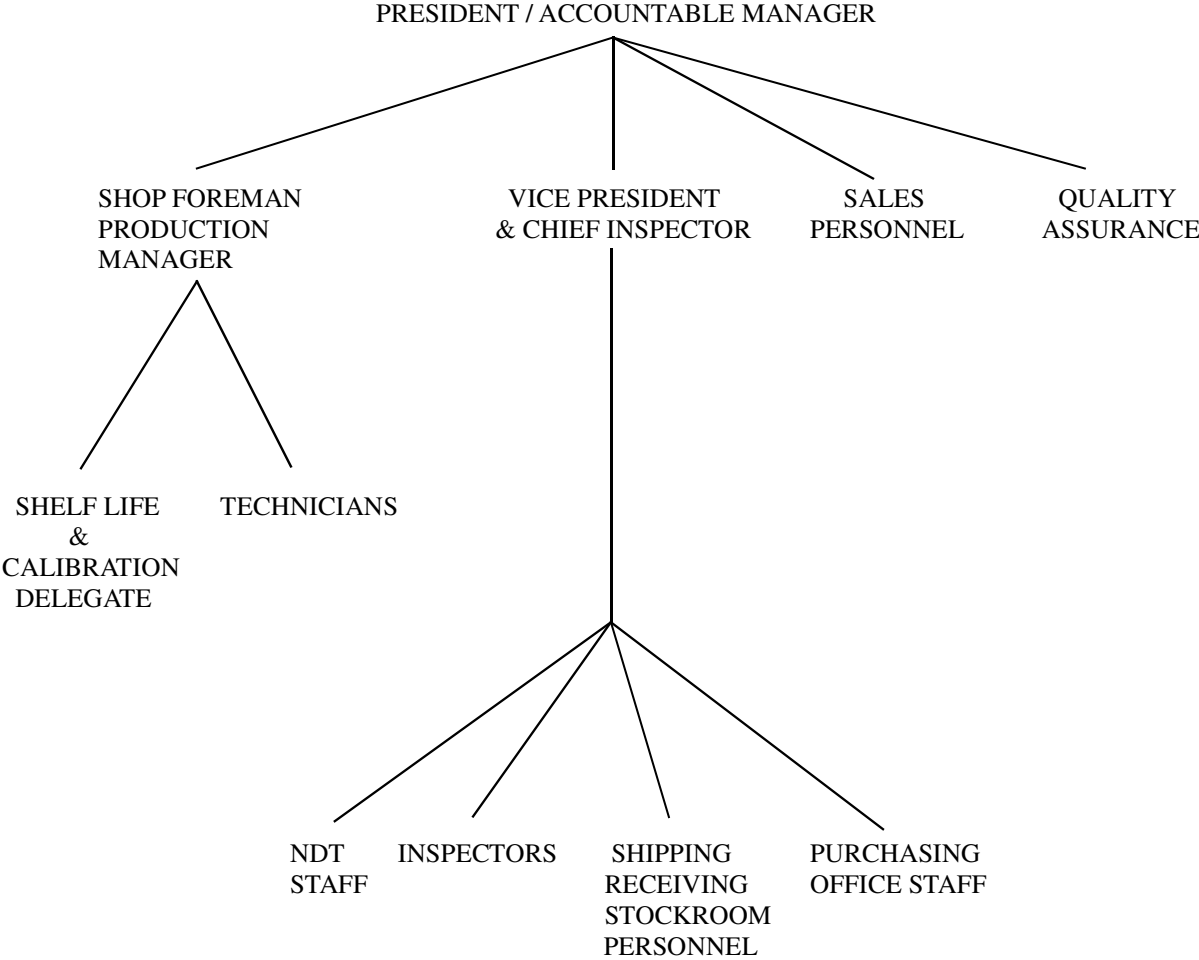 PRESIDENT / ACCOUNTABLE MANAGER
SHOP FOREMAN
PRODUCTION
MANAGER
VICE PRESIDENT
& CHIEF INSPECTOR
SALES
PERSONNEL
QUALITY
ASSURANCE
SHELF LIFE
&
CALIBRATION
DELEGATE
TECHNICIANS
NDT
STAFF
INSPECTORS
SHIPPING
RECEIVING
STOCKROOM
PERSONNEL
PURCHASING
OFFICE STAFF